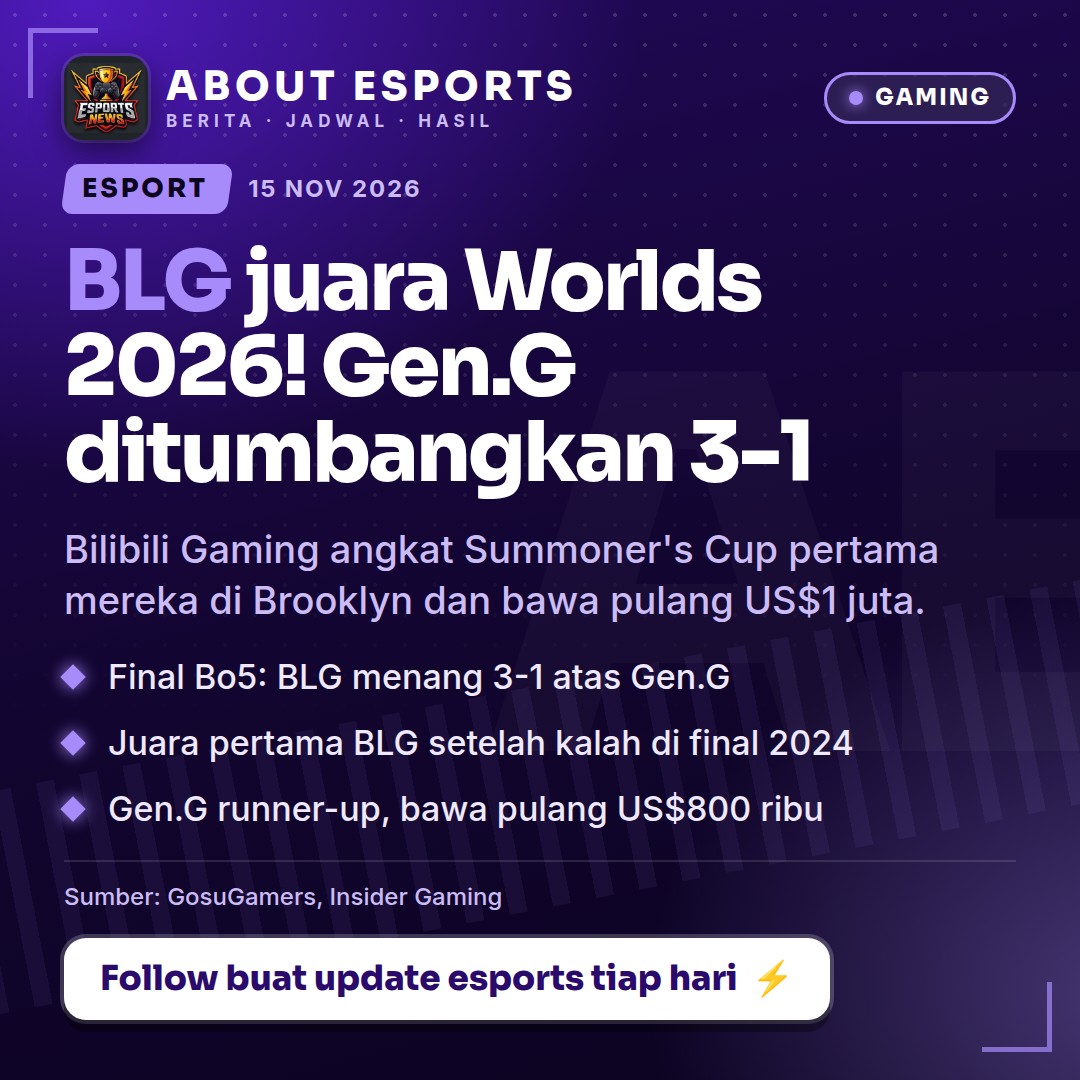 ESPORTS
NEWS
ABOUT ESPORTS
BERITA · JADWAL · HASIL
GAMING
ESPORT
15 NOV 2026
BLG juara Worlds
2026! Gen.G
ditumbangkan 3-1
Bilibili Gaming angkat Summoner's Cup pertama
mereka di Brooklyn dan bawa pulang US$1 juta.
Final Bo5: BLG menang 3-1 atas Gen.G
Juara pertama BLG setelah kalah di final 2024
Gen.G runner-up, bawa pulang US$800 ribu
Sumber: GosuGamers, Insider Gaming
Follow buat update esports tiap hari ⚡